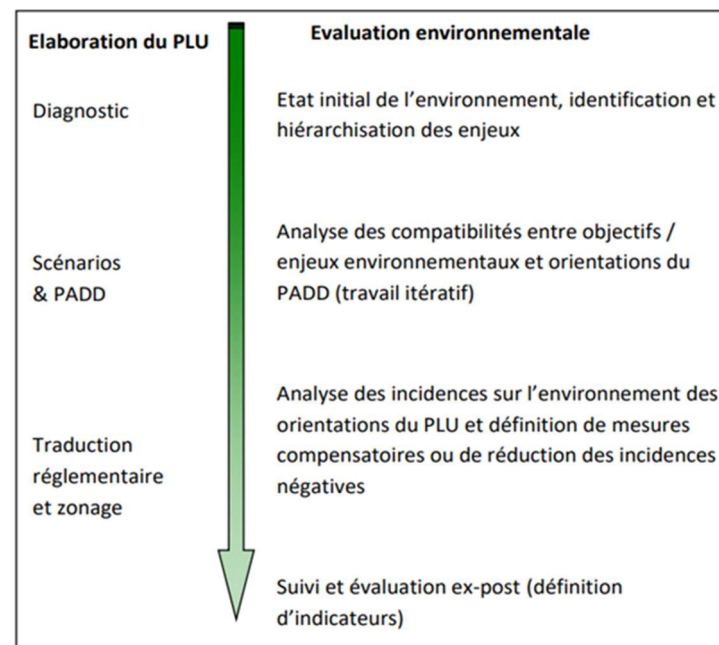 Elaboration du PLU
Evaluation environnementale
Diagnostic
Etat initial de l'environnement, identification et
hiérarchisation des enjeux
Scénarios
& PADD
Analyse des compatibilités entre objectifs /
enjeux environnementaux et orientations du
PADD (travail itératif)
Traduction
réglementaire
et zonage
Analyse des incidences sur l'environnement des
orientations du PLU et définition de mesures
compensatoires ou de réduction des incidences
négatives
Suivi et évaluation ex-post (définition
d'indicateurs)